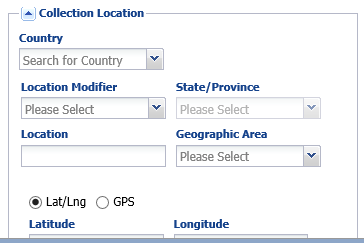 Collection Location
Country
Search for Country
Location Modifier State/Province
Please Select Please Select
Location Geographic Area
Please Select
Lat/Lng GPS
Latitude Longitude